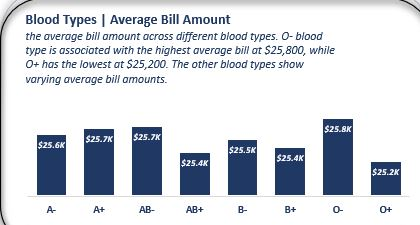 Blood Types | Average Bill Amount
the average bill amount across different blood types. O- blood
type is associated with the highest average bill at $25,800, while
O+ has the lowest at $25,200. The other blood types show
varying average bill amounts.
$25.6K $25.7K $25.7K $25.4K $25.5K $25.4K $25.8K $25.2K
A- A+ AB- AB+ B- B+ O- O+